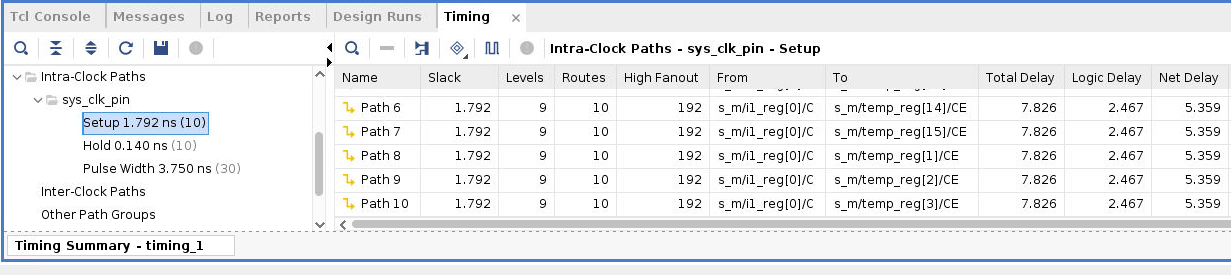 Tcl Console Messages Log Reports Design Runs Timing ×
Intra-Clock Paths - sys_clk_pin - Setup
Intra-Clock Paths
sys_clk_pin
Setup 1.792 ns (10)
Hold 0.140 ns (10)
Pulse Width 3.750 ns (30)
Inter-Clock Paths
Other Path Groups
Name Slack Levels Routes High Fanout From To Total Delay Logic Delay Net Delay
Path 6 1.792 9 10 192 s_m/i1_reg[0]/C s_m/temp_reg[14]/CE 7.826 2.467 5.359
Path 7 1.792 9 10 192 s_m/i1_reg[0]/C s_m/temp_reg[15]/CE 7.826 2.467 5.359
Path 8 1.792 9 10 192 s_m/i1_reg[0]/C s_m/temp_reg[1]/CE 7.826 2.467 5.359
Path 9 1.792 9 10 192 s_m/i1_reg[0]/C s_m/temp_reg[2]/CE 7.826 2.467 5.359
Path 10 1.792 9 10 192 s_m/i1_reg[0]/C s_m/temp_reg[3]/CE 7.826 2.467 5.359
Timing Summary - timing_1